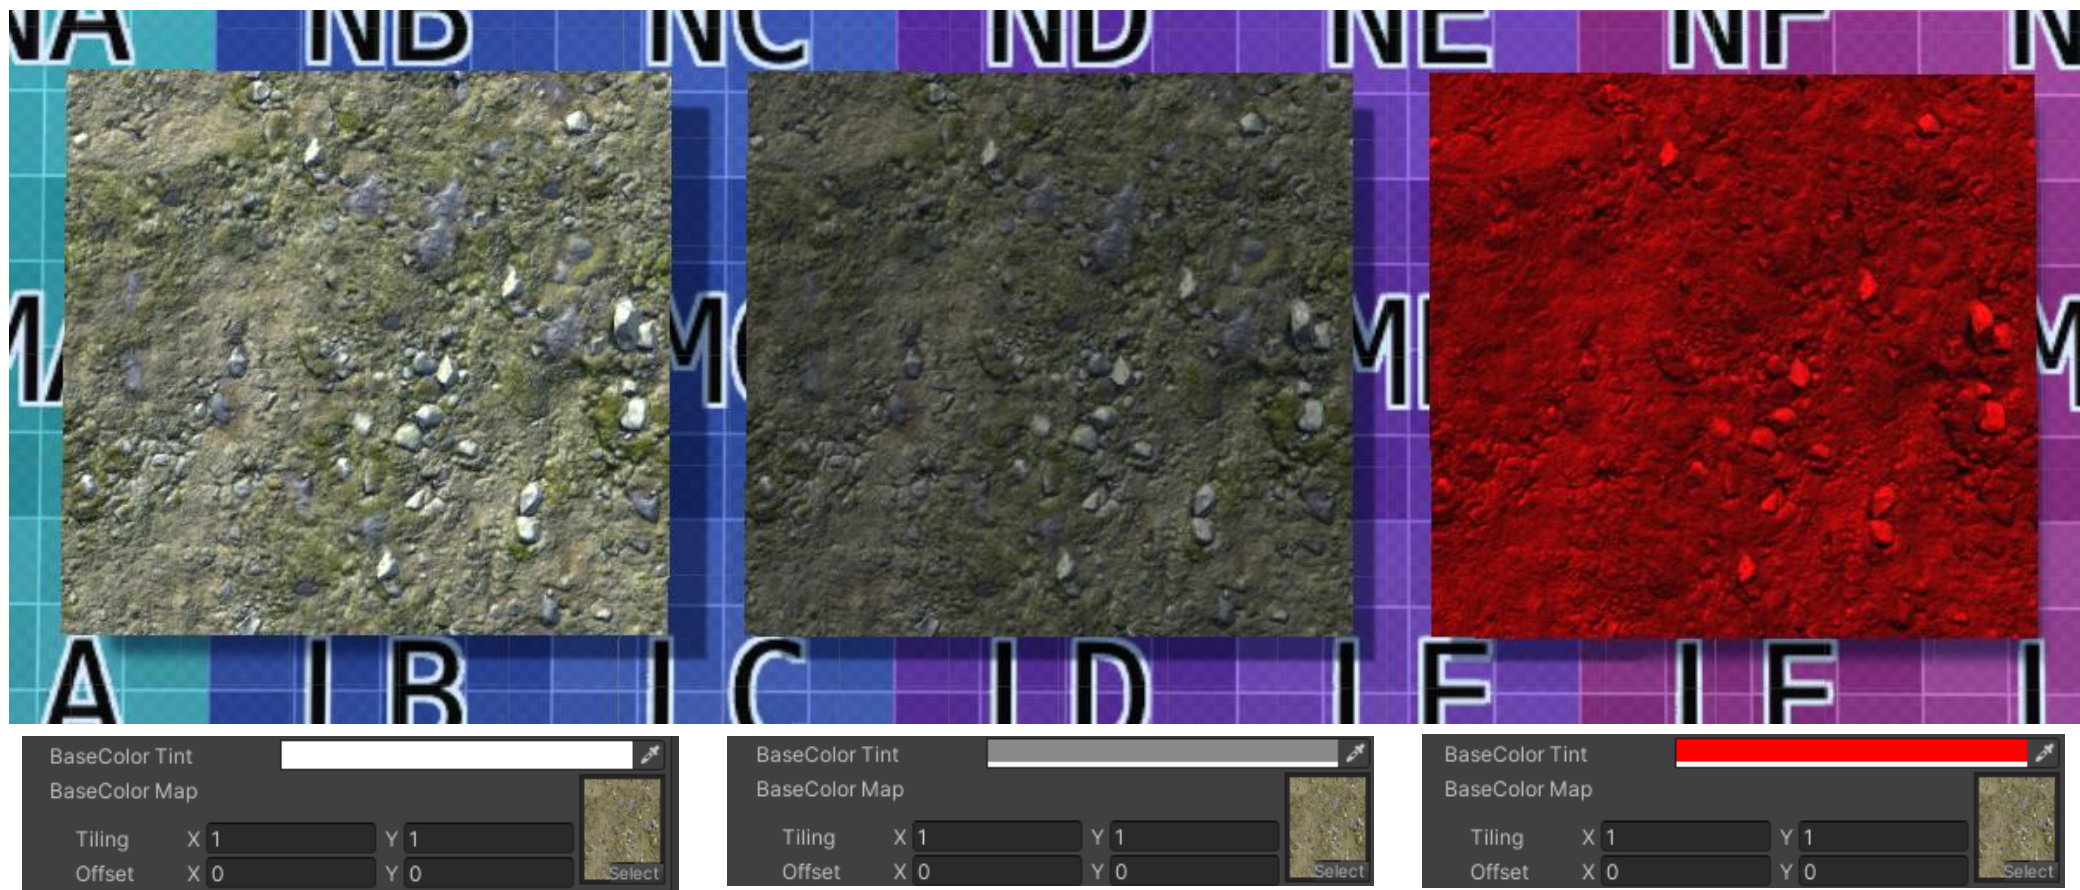 NA NB NC ND NE NF N
MA MC ME M
A I B I C I D I E I F I
BaseColor Tint
BaseColor Map
Tiling X 1 Y 1
Offset X 0 Y 0
Select
BaseColor Tint
BaseColor Map
Tiling X 1 Y 1
Offset X 0 Y 0
Select
BaseColor Tint
BaseColor Map
Tiling X 1 Y 1
Offset X 0 Y 0
Select